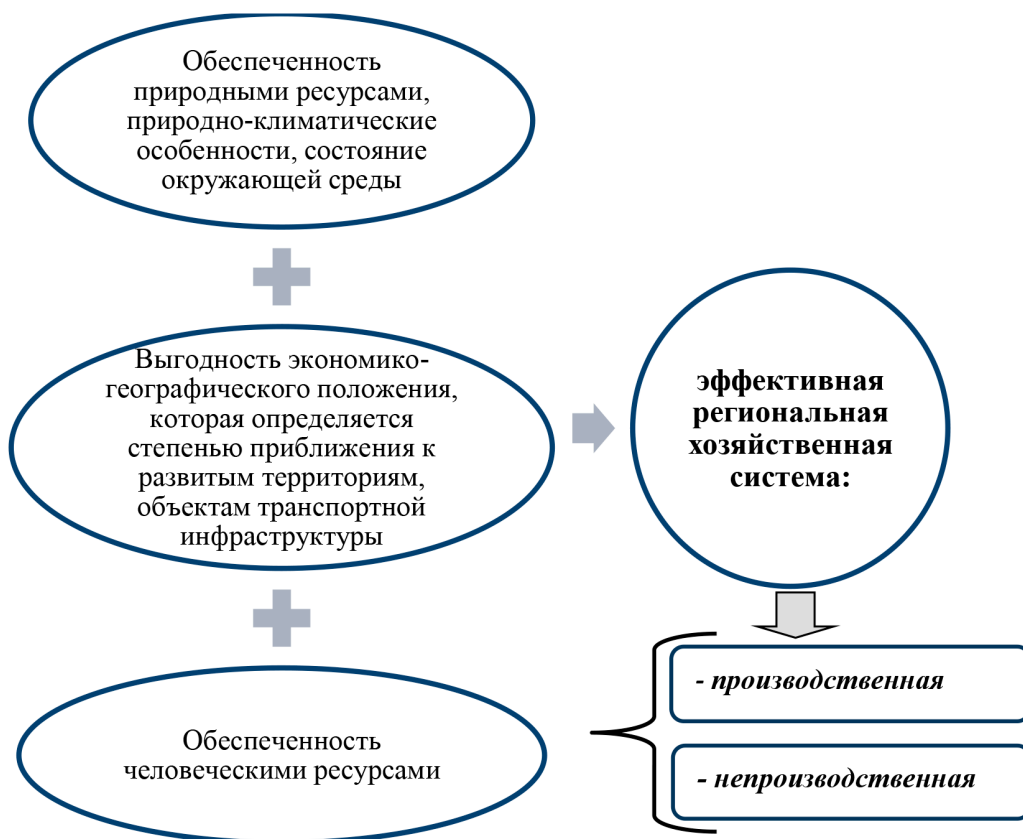 Обеспеченность
природными ресурсами,
природно-климатические
особенности, состояние
окружающей среды
Выгодность экономико-
географического положения,
которая определяется
степенью приближения к
развитым территориям,
объектам транспортной
инфраструктуры
Обеспеченность
человеческими ресурсами
эффективная
региональная
хозяйственная
система:
- производственная
- непроизводственная